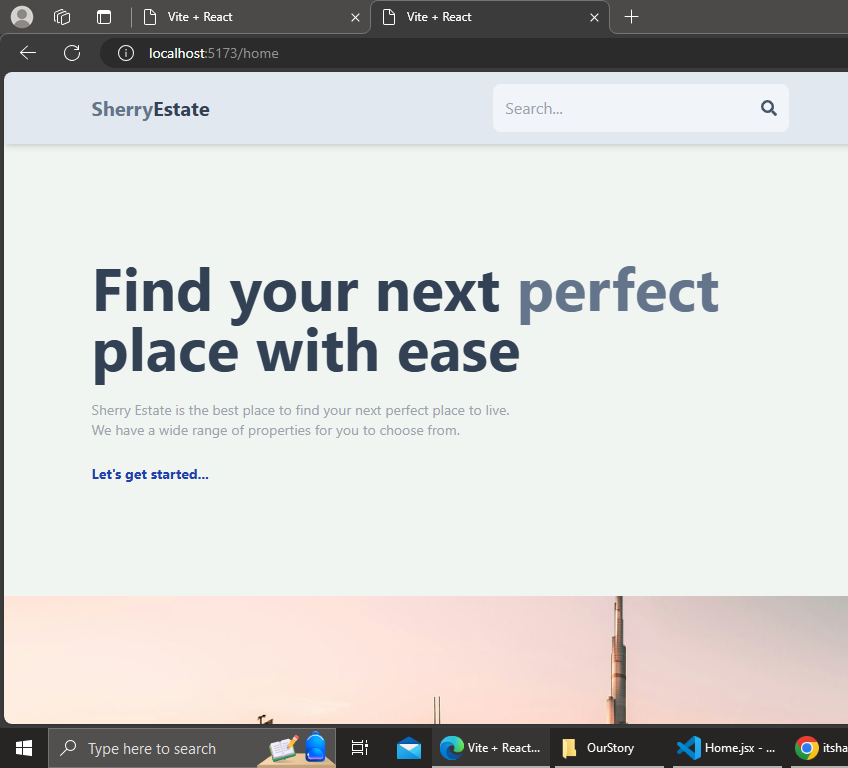 Vite + React
Vite + React
localhost:5173/home
SherryEstate
Search...
Find your next perfect
place with ease
Sherry Estate is the best place to find your next perfect place to live.
We have a wide range of properties for you to choose from.
Let's get started...
Type here to search
Vite + React...
OurStory
Home.jsx - ...
itsha